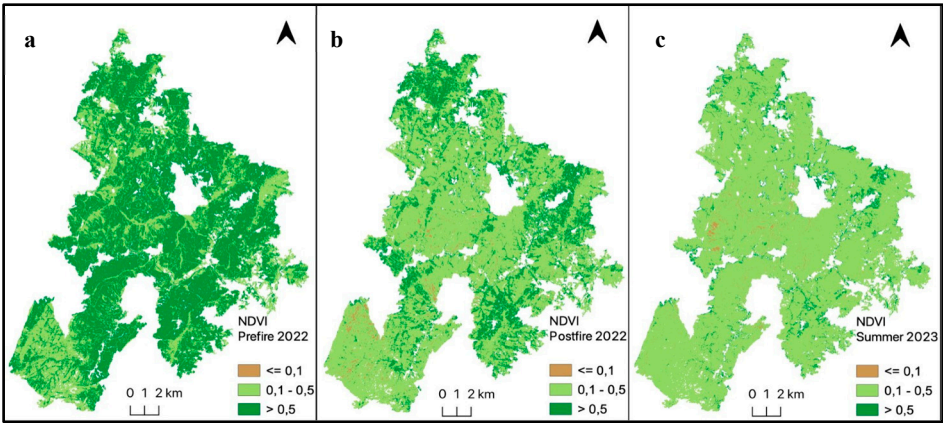 a
NDVI
Prefire 2022
<= 0,1
0,1 - 0,5
> 0,5
0 1 2 km
b
NDVI
Postfire 2022
<= 0,1
0,1 - 0,5
> 0,5
0 1 2 km
c
NDVI
Summer 2023
<= 0,1
0,1 - 0,5
> 0,5
0 1 2 km